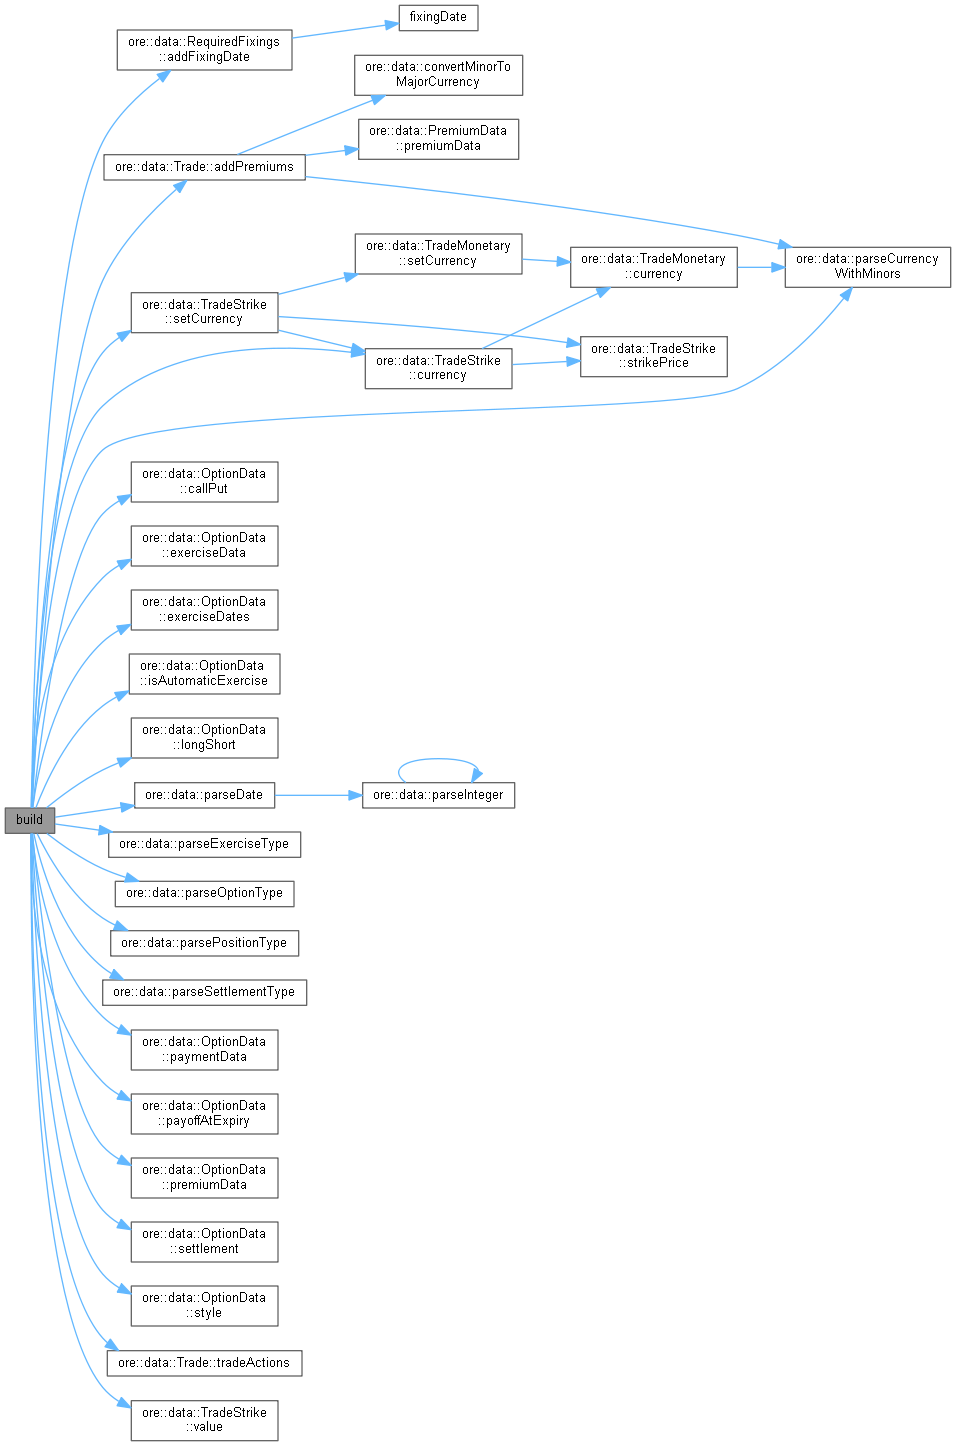 fixingDate
ore::data::RequiredFixings
::addFixingDate
ore::data::convertMinorTo
MajorCurrency
ore::data::PremiumData
::premiumData
ore::data::Trade::addPremiums
ore::data::TradeMonetary
::setCurrency
ore::data::TradeMonetary
::currency
ore::data::parseCurrency
WithMinors
ore::data::TradeStrike
::setCurrency
ore::data::TradeStrike
::strikePrice
ore::data::TradeStrike
::currency
ore::data::OptionData
::callPut
ore::data::OptionData
::exerciseData
ore::data::OptionData
::exerciseDates
ore::data::OptionData
::isAutomaticExercise
ore::data::OptionData
::longShort
ore::data::parseDate
ore::data::parseInteger
build
ore::data::parseExerciseType
ore::data::parseOptionType
ore::data::parsePositionType
ore::data::parseSettlementType
ore::data::OptionData
::paymentData
ore::data::OptionData
::payoffAtExpiry
ore::data::OptionData
::premiumData
ore::data::OptionData
::settlement
ore::data::OptionData
::style
ore::data::Trade::tradeActions
ore::data::TradeStrike
::value